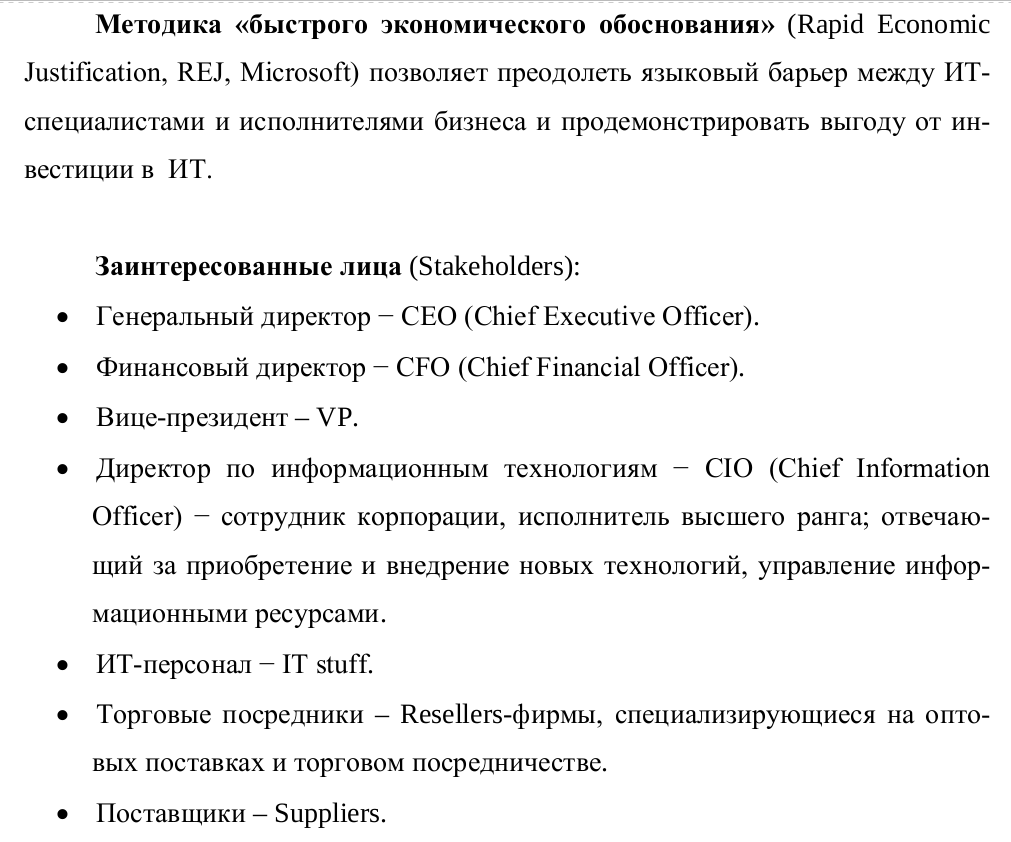 Методика «быстрого экономического обоснования» (Rapid Economic
Justification, REJ, Microsoft) позволяет преодолеть языковый барьер между ИТ-
специалистами и исполнителями бизнеса и продемонстрировать выгоду от ин-
вестиции в ИТ.
Заинтересованные лица (Stakeholders):
• Генеральный директор − CEO (Chief Executive Officer).
• Финансовый директор − CFO (Chief Financial Officer).
• Вице-президент – VP.
• Директор по информационным технологиям − CIO (Chief Information
Officer) − сотрудник корпорации, исполнитель высшего ранга; отвечаю-
щий за приобретение и внедрение новых технологий, управление инфор-
мационными ресурсами.
• ИТ-персонал − IT stuff.
• Торговые посредники – Resellers-фирмы, специализирующиеся на опто-
вых поставках и торговом посредничестве.
• Поставщики – Suppliers.